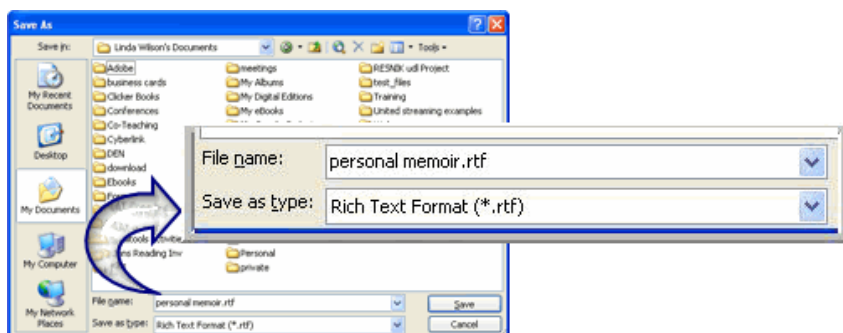 Save As
Save in: Linda Wilson's Documents Tools
My Recent Documents
Desktop
My Documents
My Computer
My Network Places
Adobe
business cards
Clicker Books
Conferences
Co-Teaching
Cyberlink
DEN
download
Ebooks
meetings
My Albums
My Digital Editions
My eBooks
Personal
private
RESNIK udl Project
test_files
Training
United streaming examples
File name: personal memoir.rtf
Save as type: Rich Text Format (*.rtf)
File name: personal memoir.rtf Save
Save as type: Rich Text Format (*.rtf) Cancel